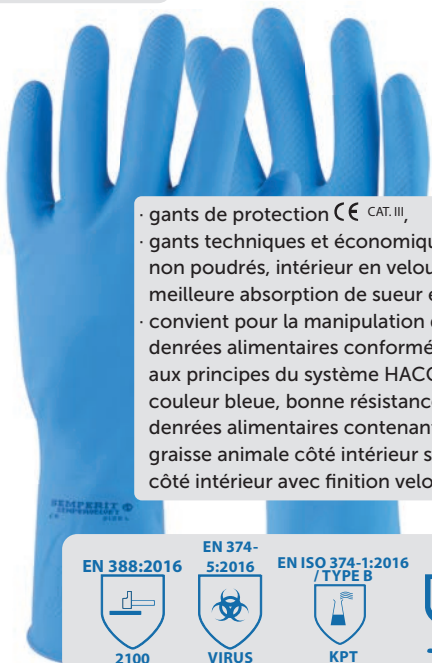 · gants de protection CE CAT. III,
· gants techniques et économiqu
non poudrés, intérieur en velou
meilleure absorption de sueur e
· convient pour la manipulation
denrées alimentaires conformé
aux principes du système HACC
couleur bleue, bonne résistance
denrées alimentaires contenant
graisse animale côté intérieur s
côté intérieur avec finition velo
SEMPERIT
EN 388:2016
2100
EN 374-
5:2016
VIRUS
EN ISO 374-1:2016
/ TYPE B
KPT